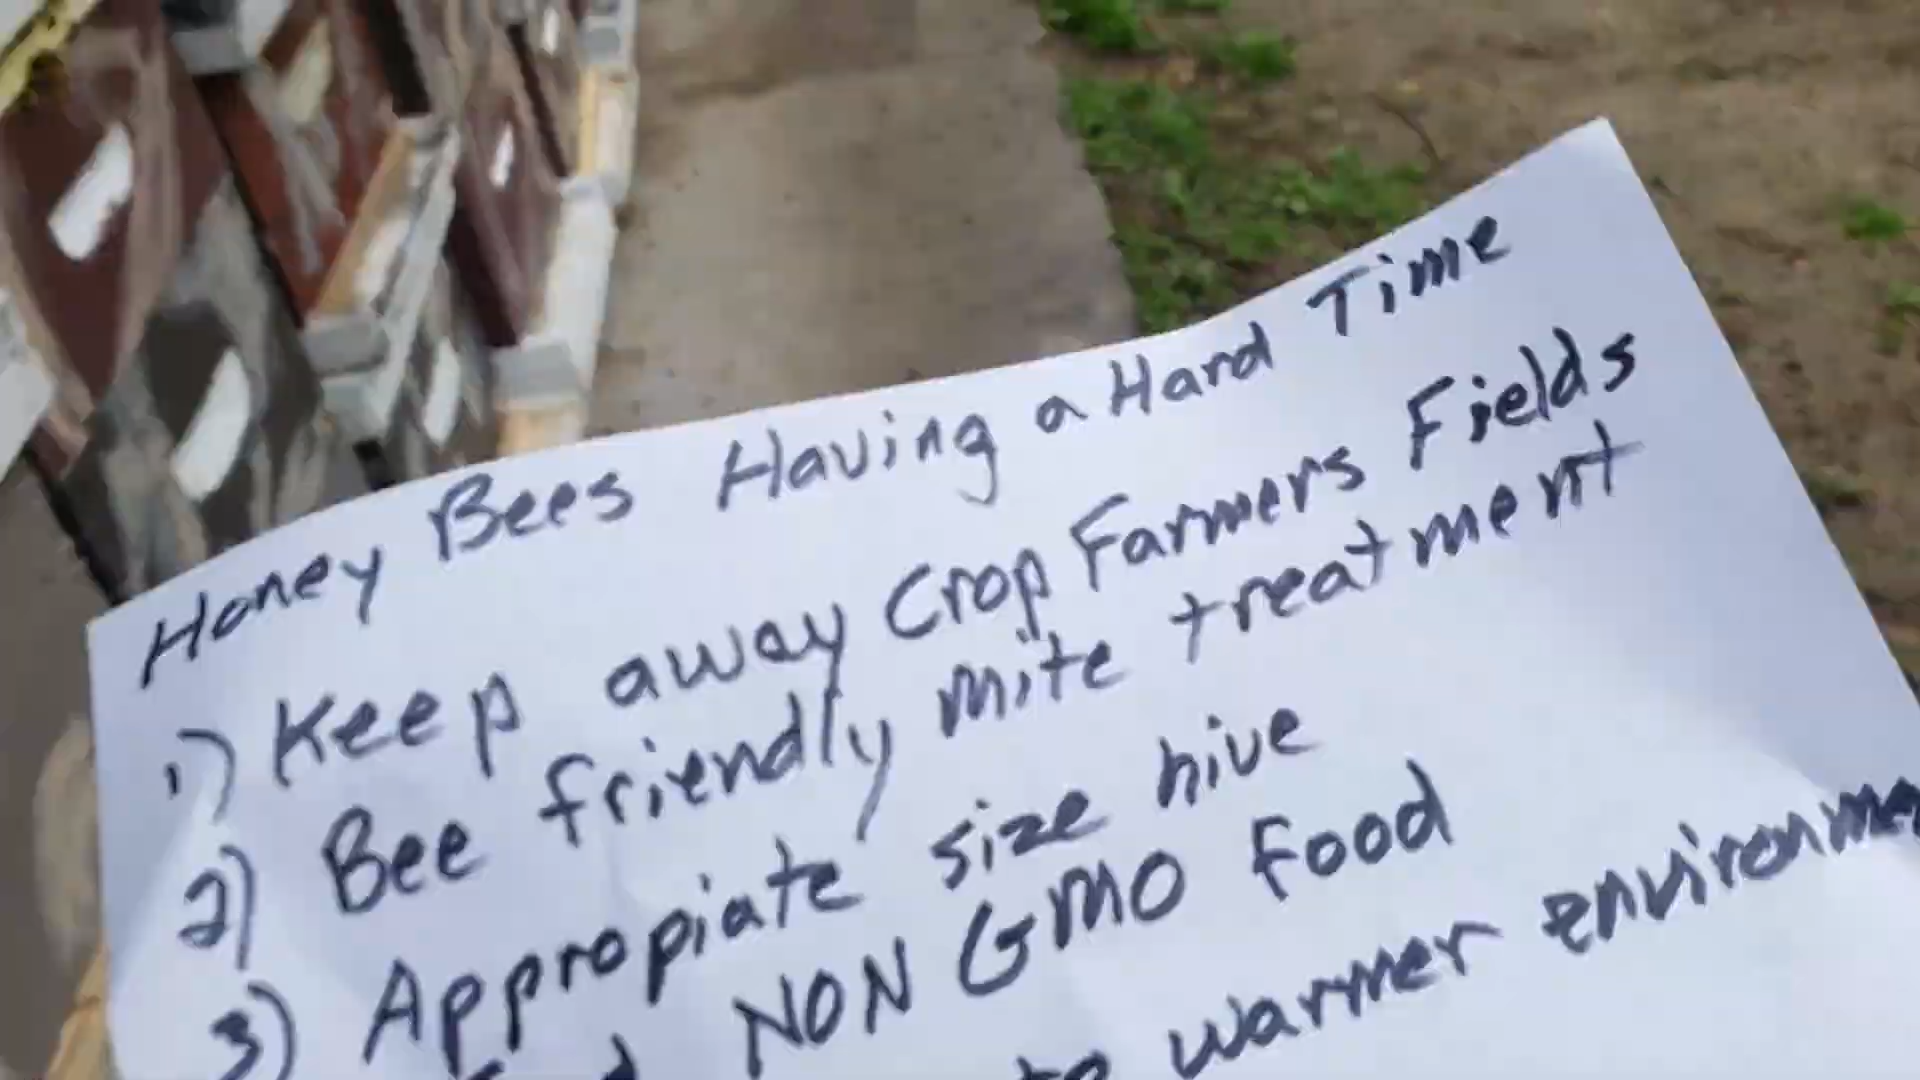 Honey Bees Having a Hard Time
1) Keep away Crop Farmers Fields
2) Bee friendly mite treatment
3) Appropiate size hive
NON GMO Food
to warmer